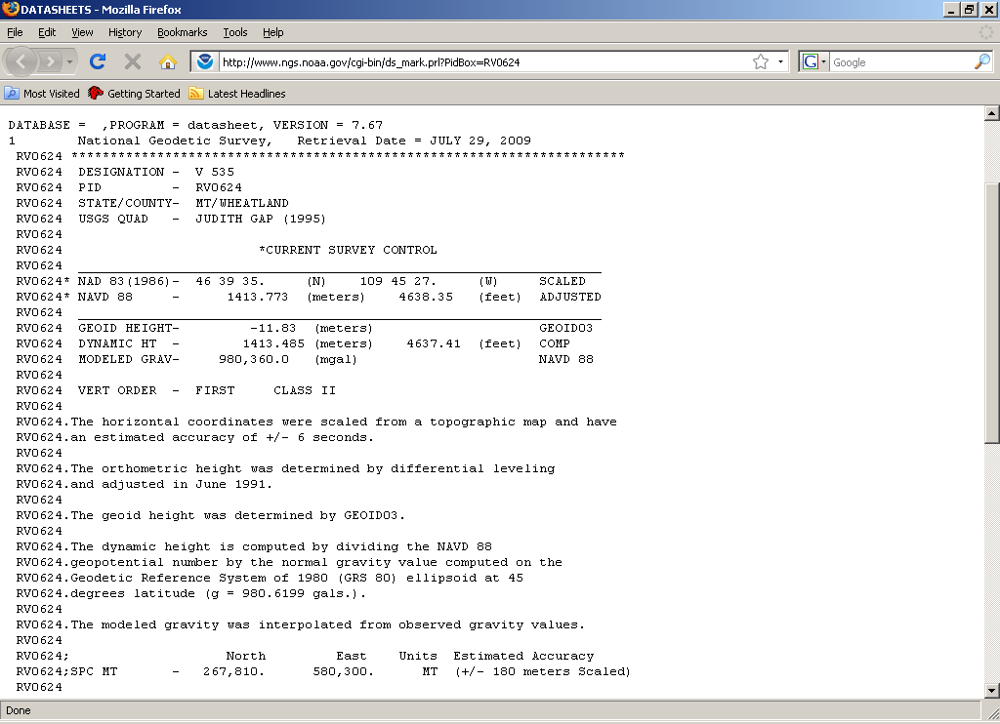 DATASHEETS - Mozilla Firefox
File Edit View History Bookmarks Tools Help
http://www.ngs.noaa.gov/cgi-bin/ds_mark.prl?PidBox=RV0624 G Google
Most Visited Getting Started Latest Headlines
DATABASE =  ,PROGRAM = datasheet, VERSION = 7.67
1        National Geodetic Survey,   Retrieval Date = JULY 29, 2009
 RV0624 ***********************************************************************
 RV0624  DESIGNATION -  V 535
 RV0624  PID         -  RV0624
 RV0624  STATE/COUNTY-  MT/WHEATLAND
 RV0624  USGS QUAD   -  JUDITH GAP (1995)
 RV0624
 RV0624                         *CURRENT SURVEY CONTROL
 RV0624  ___________________________________________________________________
 RV0624* NAD 83(1986)-  46 39 35.     (N)    109 45 27.     (W)     SCALED
 RV0624* NAVD 88     -      1413.773  (meters)    4638.35   (feet)  ADJUSTED
 RV0624  ___________________________________________________________________
 RV0624  GEOID HEIGHT-        -11.83  (meters)                     GEOID03
 RV0624  DYNAMIC HT  -        1413.485 (meters)    4637.41  (feet)  COMP
 RV0624  MODELED GRAV-     980,360.0   (mgal)                       NAVD 88
 RV0624
 RV0624  VERT ORDER  -  FIRST     CLASS II
 RV0624
 RV0624.The horizontal coordinates were scaled from a topographic map and have
 RV0624.an estimated accuracy of +/- 6 seconds.
 RV0624
 RV0624.The orthometric height was determined by differential leveling
 RV0624.and adjusted in June 1991.
 RV0624
 RV0624.The geoid height was determined by GEOID03.
 RV0624
 RV0624.The dynamic height is computed by dividing the NAVD 88
 RV0624.geopotential number by the normal gravity value computed on the
 RV0624.Geodetic Reference System of 1980 (GRS 80) ellipsoid at 45
 RV0624.degrees latitude (g = 980.6199 gals.).
 RV0624
 RV0624.The modeled gravity was interpolated from observed gravity values.
 RV0624
 RV0624;                    North         East    Units  Estimated Accuracy
 RV0624;SPC MT       -   267,810.      580,300.      MT  (+/- 180 meters Scaled)
 RV0624
Done